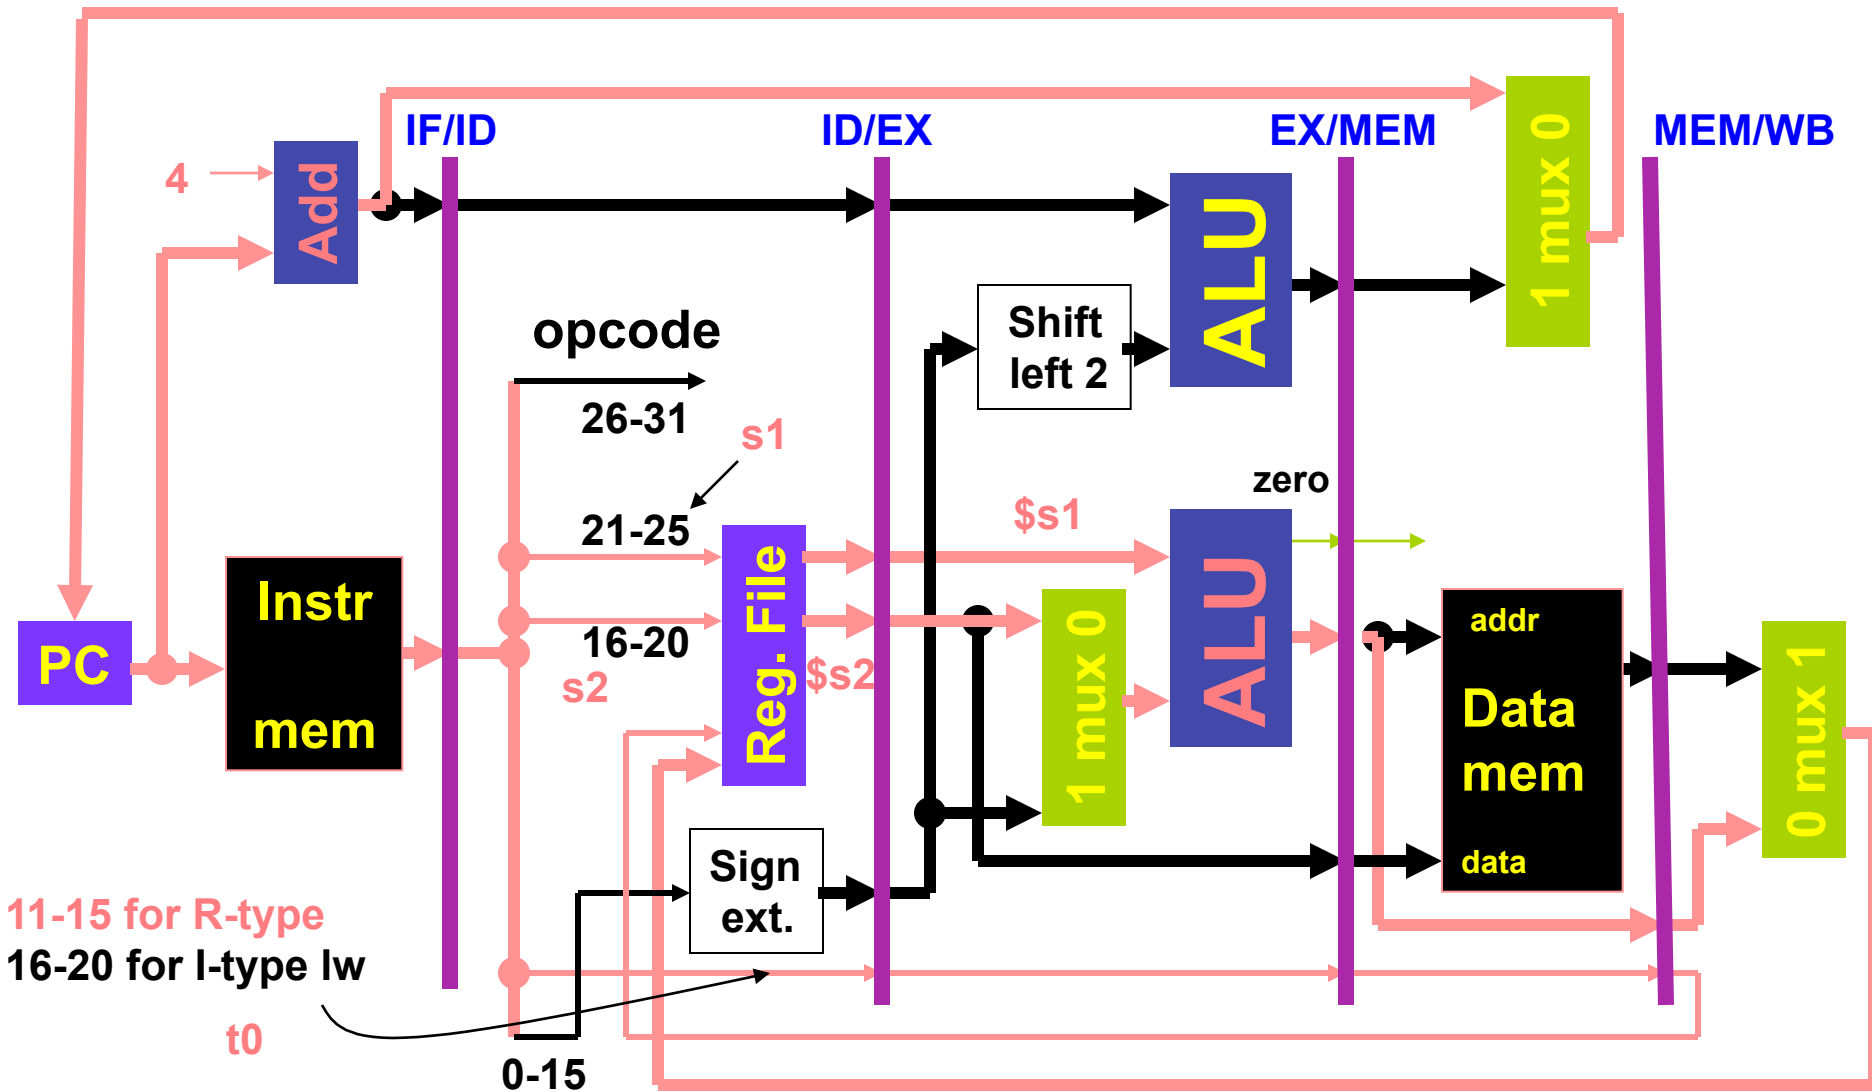 IF/ID
ID/EX
EX/MEM
MEM/WB
4
Add
ALU
1 mux 0
opcode
26-31
Shift
left 2
s1
21-25
$s1
zero
Instr
mem
PC
16-20
s2
Reg. File
$s2
1 mux 0
ALU
addr
Data
mem
data
0 mux 1
Sign
ext.
11-15 for R-type
16-20 for I-type lw
t0
0-15